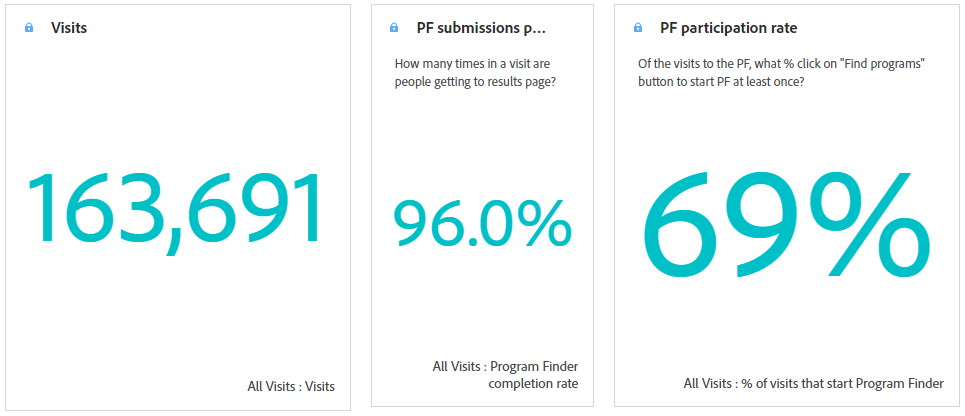 Visits
163,691
All Visits : Visits
PF submissions p...
How many times in a visit are
people getting to results page?
96.0%
All Visits : Program Finder
completion rate
PF participation rate
Of the visits to the PF, what % click on "Find programs"
button to start PF at least once?
69%
All Visits : % of visits that start Program Finder